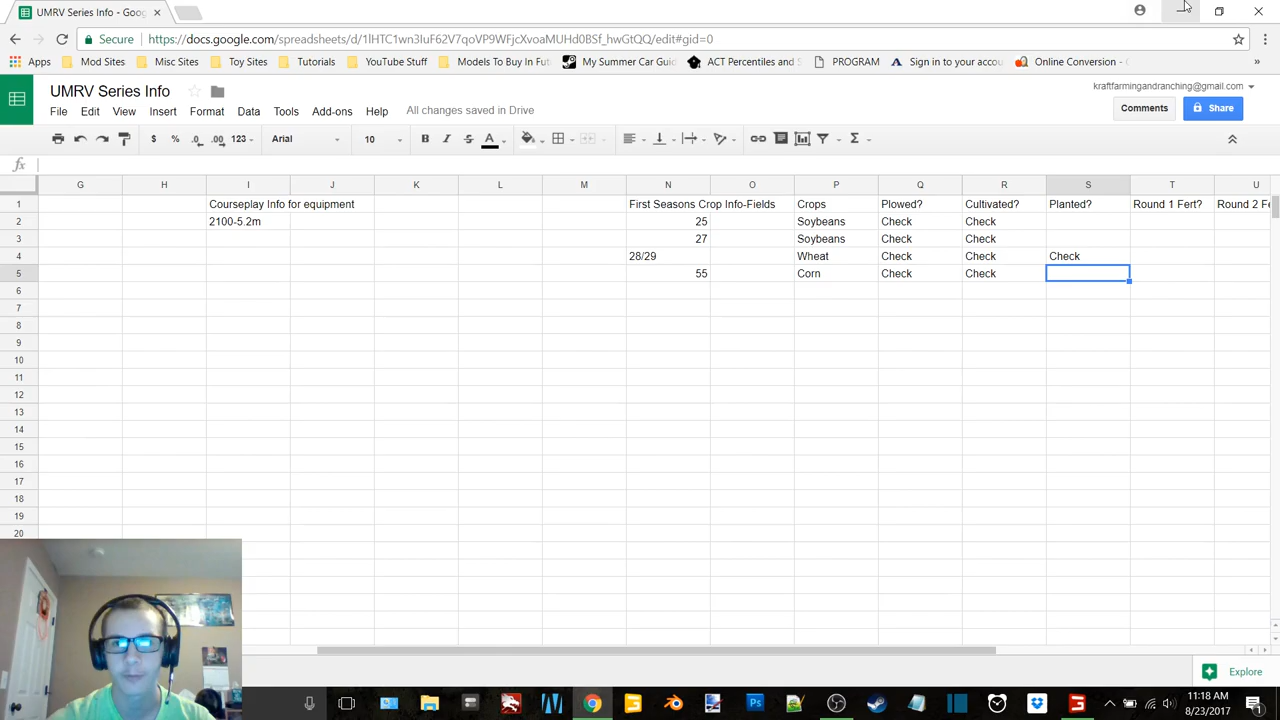 UMRV Series Info - Goog
Secure https://docs.google.com/spreadsheets/d/1lHTC1wn3IuF62V7qoVP9WFjcXvoaMUHd0BSf_hwGtQQ/edit#gid=0
Apps Mod Sites Misc Sites Toy Sites Tutorials YouTube Stuff Models To Buy In Fut My Summer Car Guid ACT Percentiles and S PROGRAM Sign in to your accou Online Conversion - C »
UMRV Series Info
kraftfarmingandranching@gmail.com
File Edit View Insert Format Data Tools Add-ons Help All changes saved in Drive
Comments Share
$ % .0 .00 123 Arial 10 B I A Σ
fx
G H I J K L M N O P Q R S T U
1 Courseplay Info for equipment First Seasons Crop Info-Fields Crops Plowed? Cultivated? Planted? Round 1 Fert? Round 2 Fe
2 2100-5.2m 25 Soybeans Check Check
3 27 Soybeans Check Check
4 28/29 Wheat Check Check Check
5 55 Corn Check Check
6
7
8
9
10
11
12
13
14
15
16
17
18
19
20
Explore
11:18 AM
8/23/2017